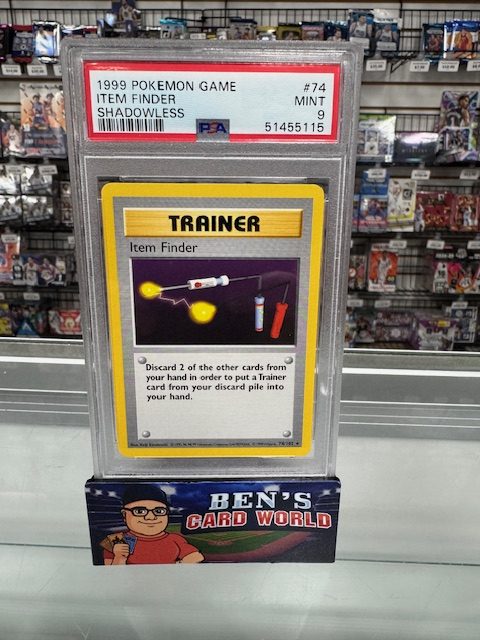 1999 POKEMON GAME #74
ITEM FINDER MINT
SHADOWLESS 9
PSA 51455115
TRAINER
Item Finder
Discard 2 of the other cards from
your hand in order to put a Trainer
card from your discard pile into
your hand.
74/102
BEN'S
CARD WORLD